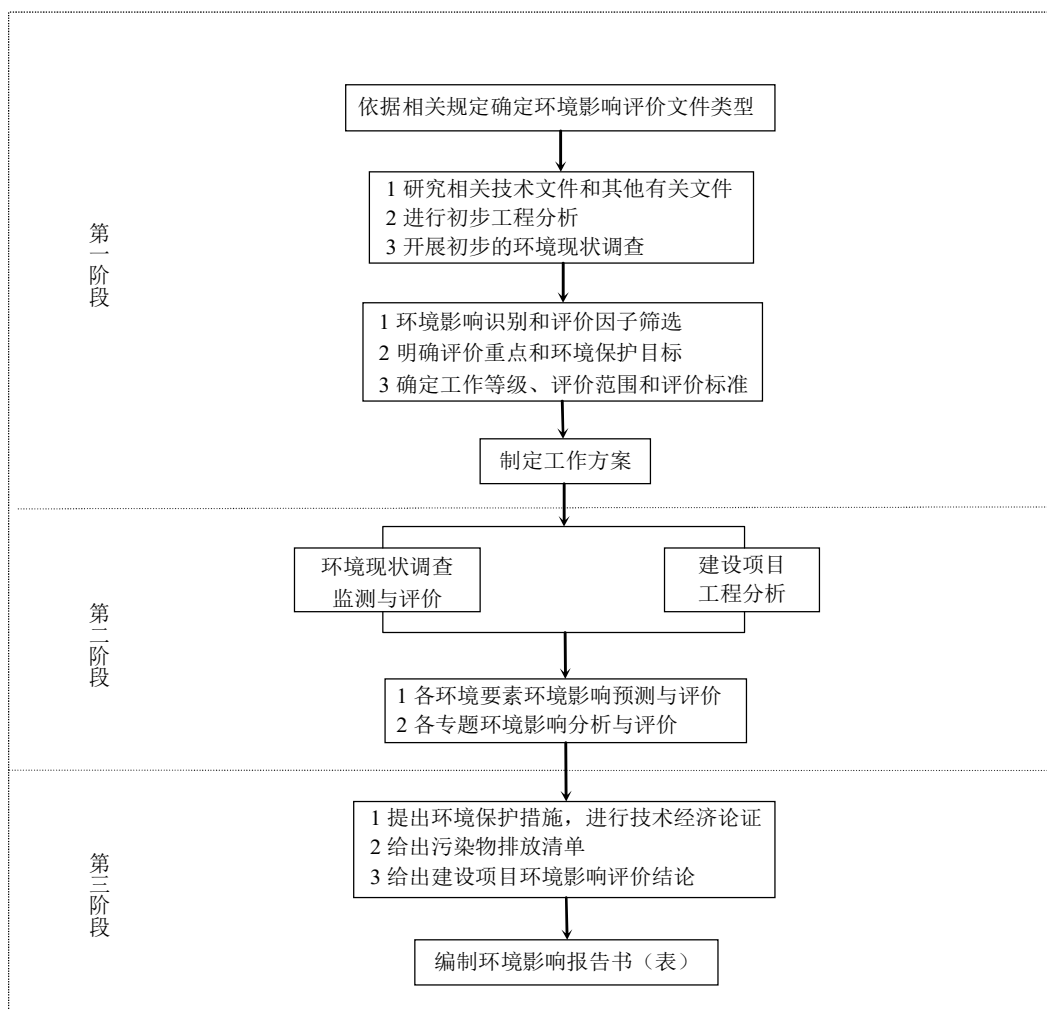 依据相关规定确定环境影响评价文件类型
1 研究相关技术文件和其他有关文件
2 进行初步工程分析
3 开展初步的环境现状调查
第一阶段
1 环境影响识别和评价因子筛选
2 明确评价重点和环境保护目标
3 确定工作等级、评价范围和评价标准
制定工作方案
第二阶段
环境现状调查
监测与评价
建设项目
工程分析
1 各环境要素环境影响预测与评价
2 各专题环境影响分析与评价
第三阶段
1 提出环境保护措施，进行技术经济论证
2 给出污染物排放清单
3 给出建设项目环境影响评价结论
编制环境影响报告书（表）